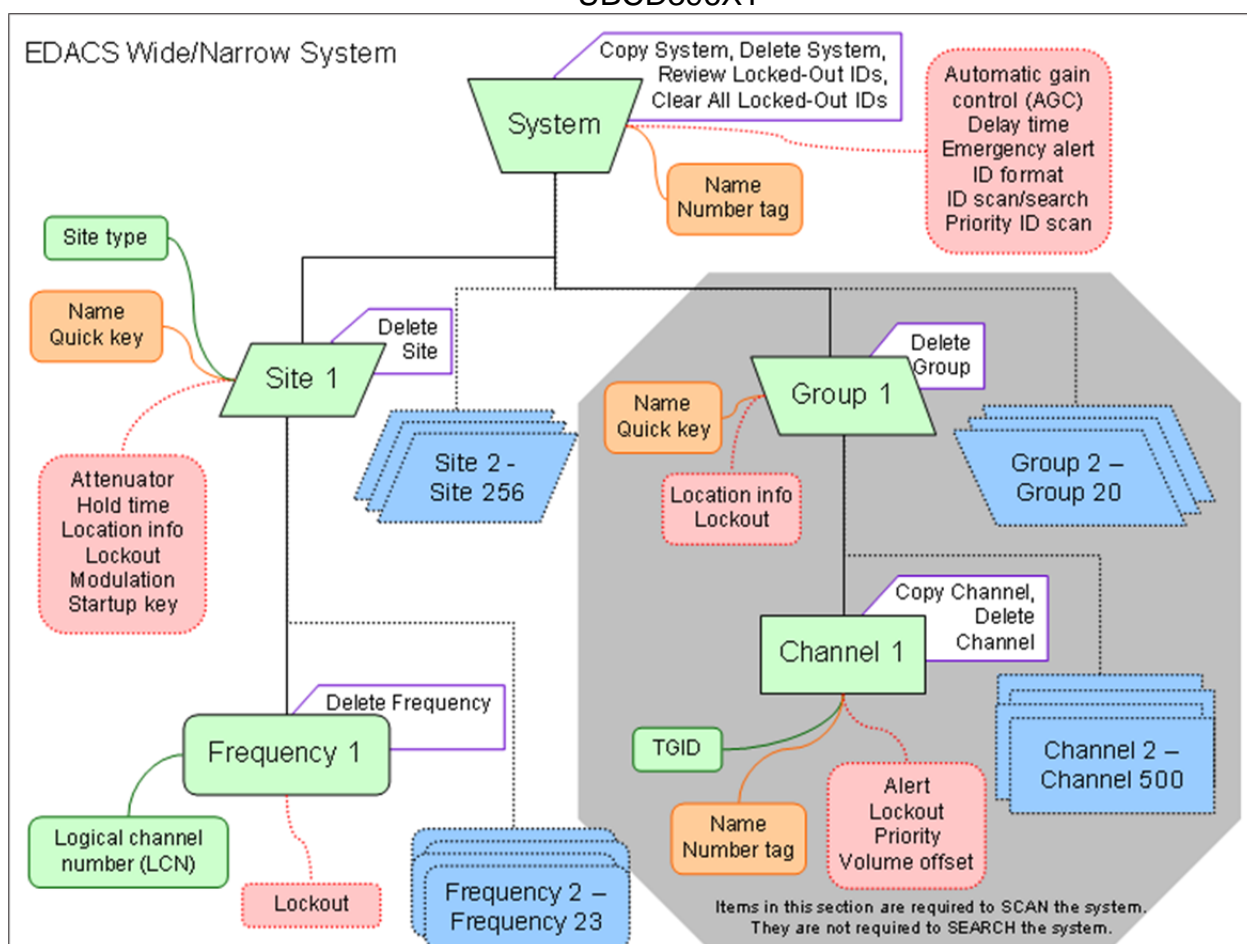 EDACS Wide/Narrow System
Copy System, Delete System,
Review Locked-Out IDs,
Clear All Locked-Out IDs
System
Automatic gain
control (AGC)
Delay time
Emergency alert
ID format
ID scan/search
Priority ID scan
Name
Number tag
Site type
Name
Quick key
Delete
Site
Site 1
Delete
Group
Group 1
Name
Quick key
Site 2 -
Site 256
Group 2 –
Group 20
Attenuator
Hold time
Location info
Lockout
Modulation
Startup key
Location info
Lockout
Copy Channel,
Delete
Channel
Channel 1
Delete Frequency
Frequency 1
TGID
Channel 2 –
Channel 500
Logical channel
number (LCN)
Name
Number tag
Alert
Lockout
Priority
Volume offset
Lockout
Frequency 2 –
Frequency 23
Items in this section are required to SCAN the system.
They are not required to SEARCH the system.